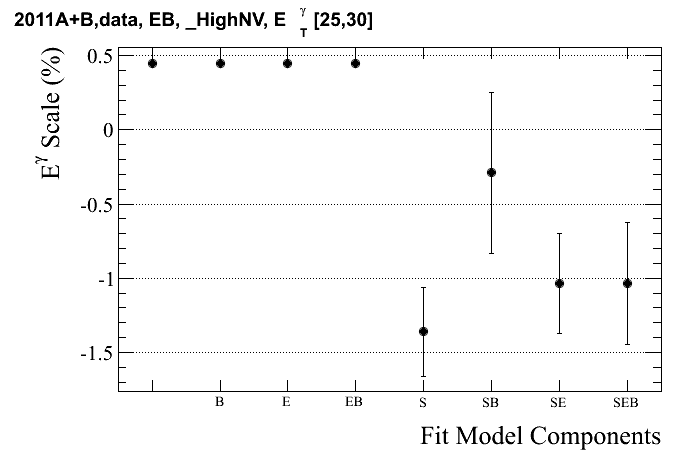 2011A+B,data, EB, _HighNV, E γ T [25,30]
E^γ Scale (%)
0.5
0
-0.5
-1
-1.5
B E EB S SB SE SEB
Fit Model Components